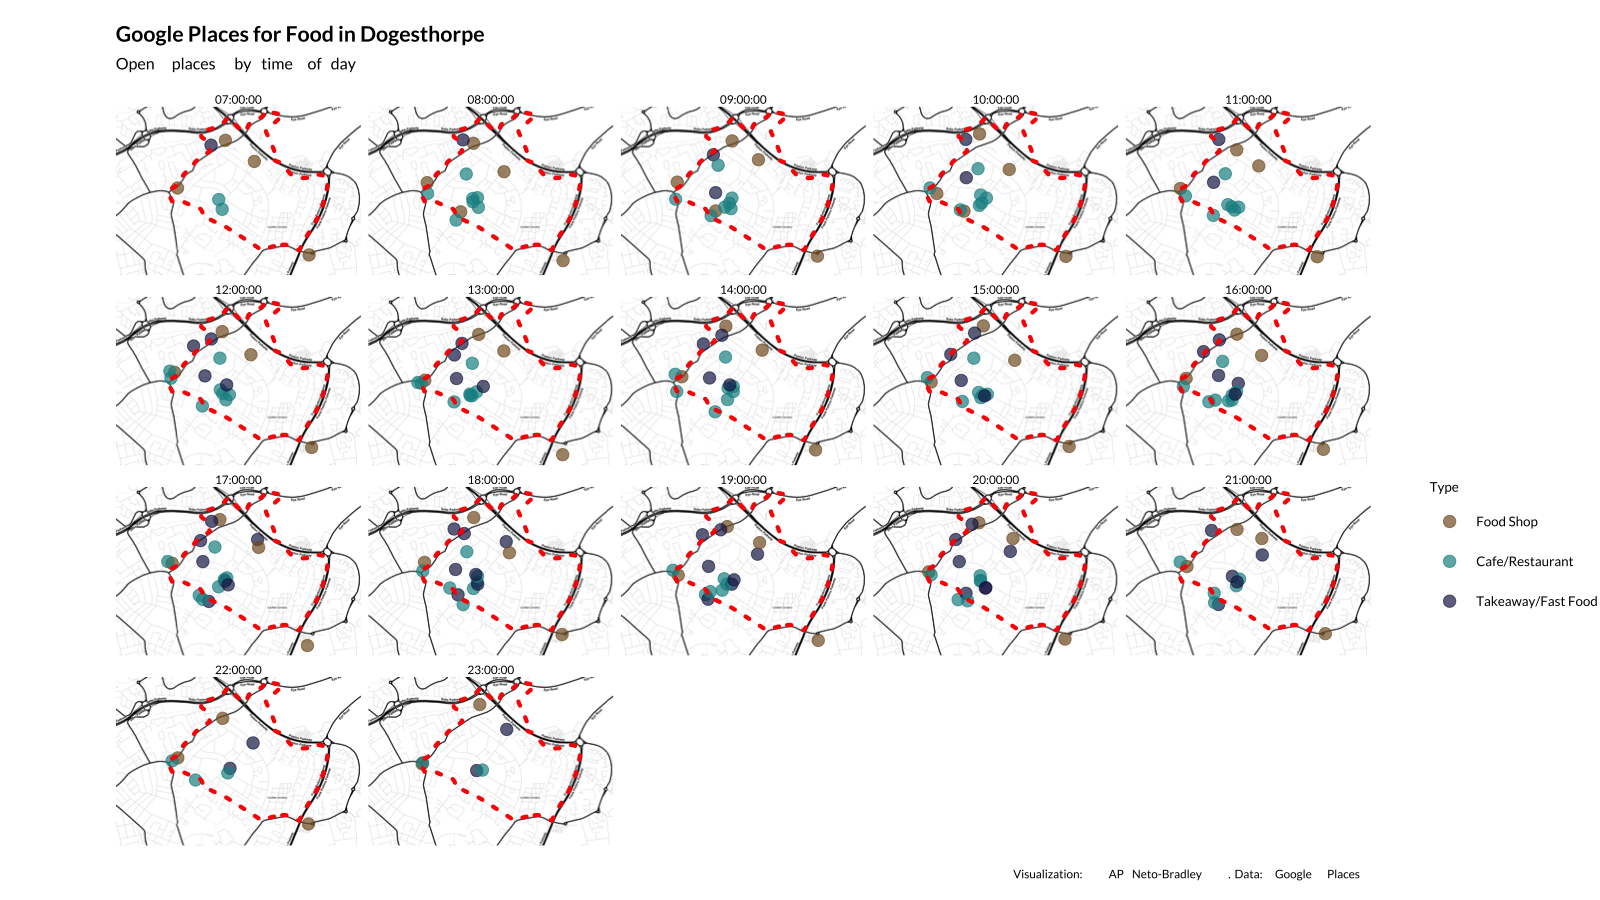 Google Places for Food in Dogesthorpe
Open places by time of day
07:00:00 08:00:00 09:00:00 10:00:00 11:00:00
12:00:00 13:00:00 14:00:00 15:00:00 16:00:00
17:00:00 18:00:00 19:00:00 20:00:00 21:00:00
22:00:00 23:00:00
Type
Food Shop
Cafe/Restaurant
Takeaway/Fast Food
Visualization: AP Neto-Bradley . Data: Google Places